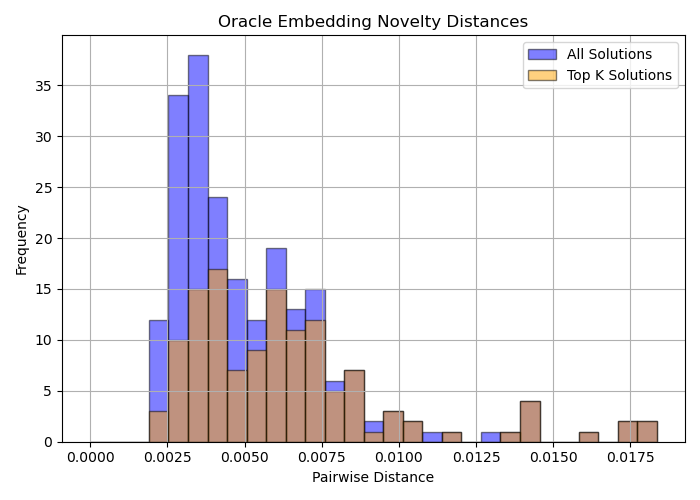 Oracle Embedding Novelty Distances
All Solutions
Top K Solutions
Frequency
35
30
25
20
15
10
5
0
0.0000 0.0025 0.0050 0.0075 0.0100 0.0125 0.0150 0.0175
Pairwise Distance